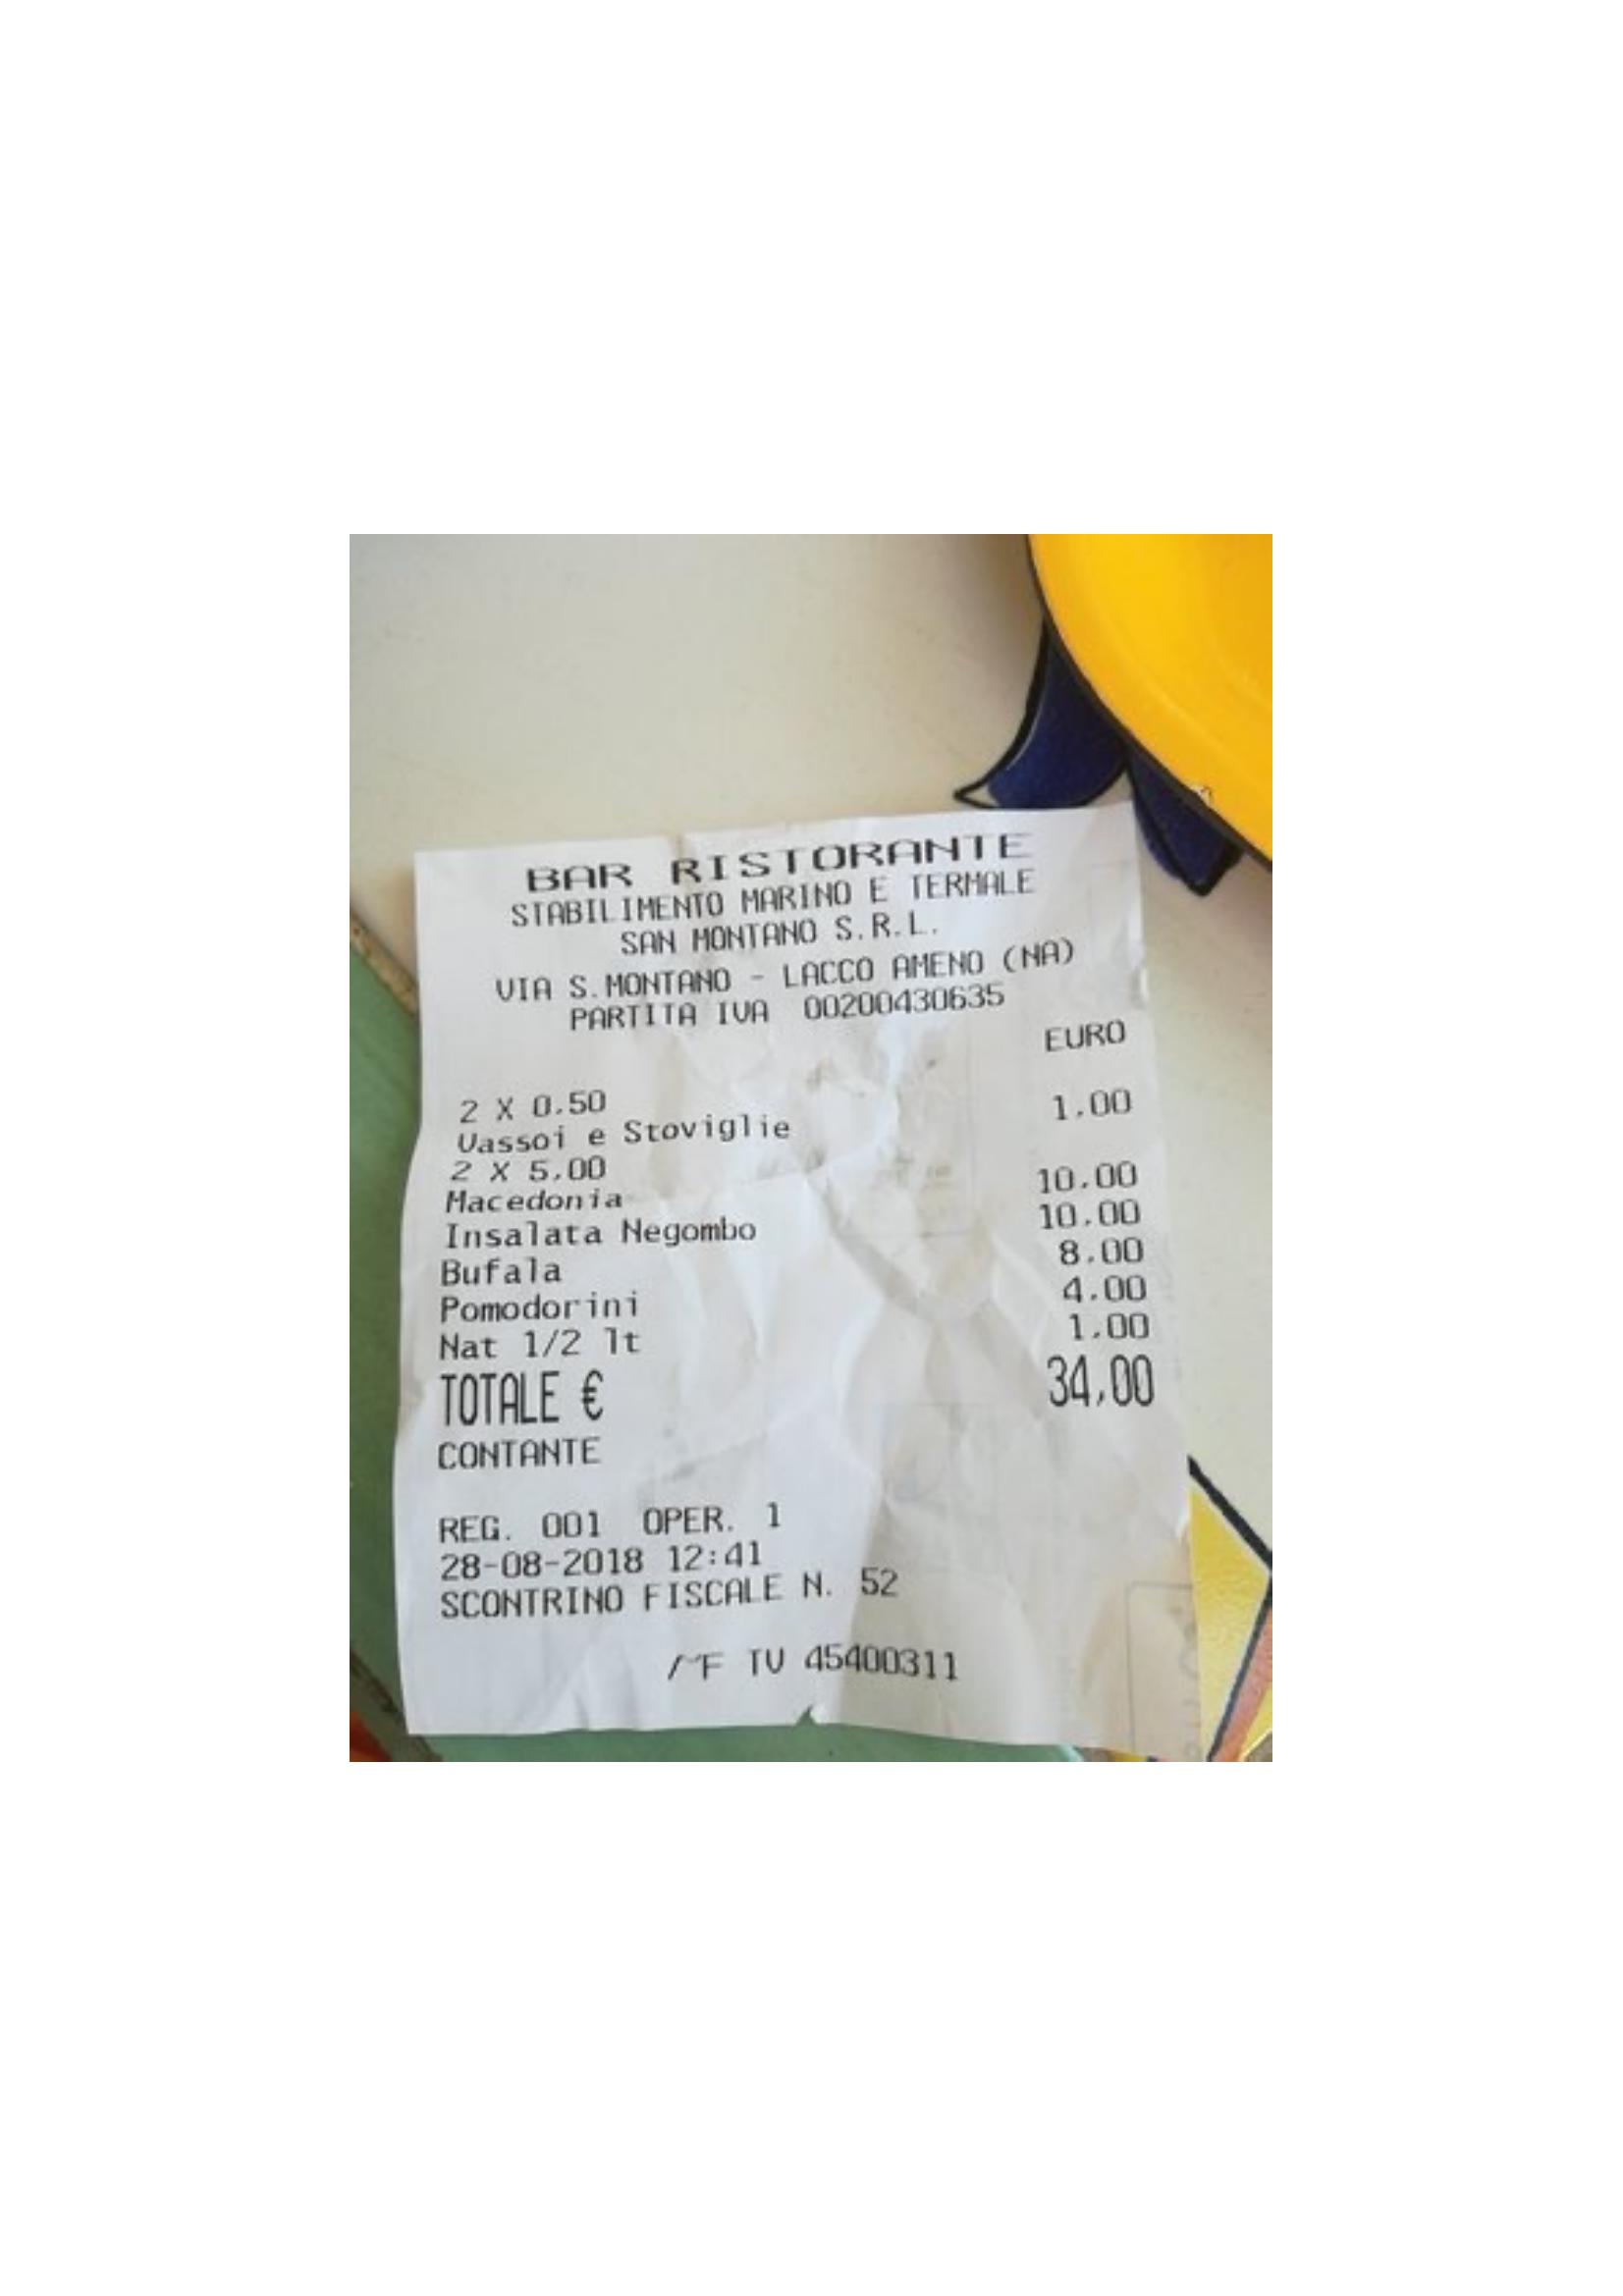 BAR RISTORANTE
STABILIMENTO MARINO E TERMALE
SAN MONTANO S.R.L.
VIA S.MONTANO - LACCO AMENO (NA)
PARTITA IVA 00200430635
EURO
2 X 0.50
Vassoi e Stoviglie 1,00
2 X 5,00
Macedonia 10.00
Insalata Negombo 10.00
Bufala 8.00
Pomodorini 4.00
Nat 1/2 lt 1.00
TOTALE € 34,00
CONTANTE
REG. 001 OPER. 1
28-08-2018 12:41
SCONTRINO FISCALE N. 52
TV 45400311